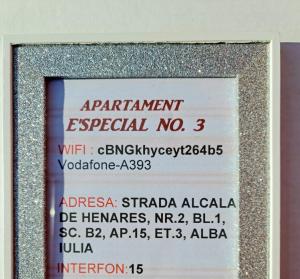 APARTAMENT
E'SPECIAL NO. 3
WIFI : cBNGkhyceyt264b5
Vodafone-A393
ADRESA: STRADA ALCALA
DE HENARES, NR.2, BL.1,
SC. B2, AP.15, ET.3, ALBA
IULIA
INTERFON:15